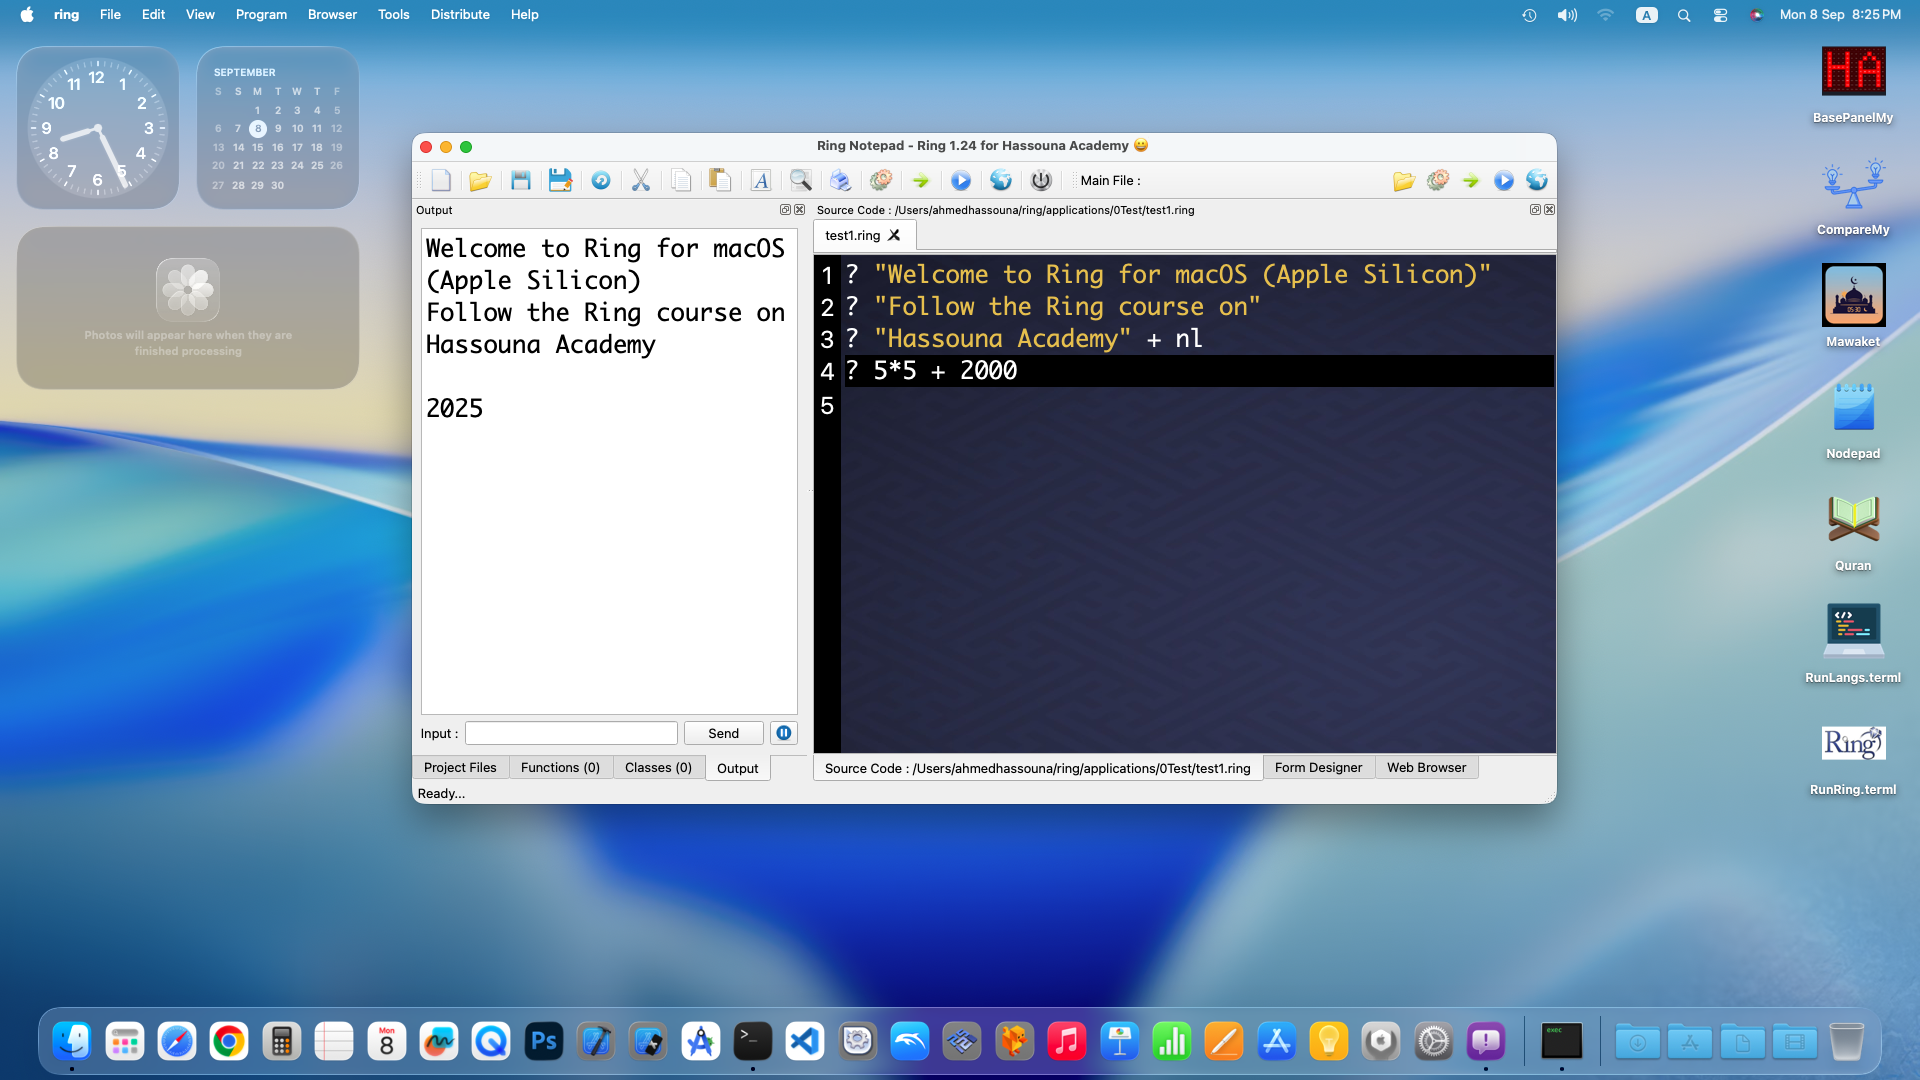 ring File Edit View Program Browser Tools Distribute Help
A Mon 8 Sep 8:25 PM
12 1 2 3 4 5 6 7 8 9 10 11
SEPTEMBER
S S M T W T F
1 2 3 4 5
6 7 8 9 10 11 12
13 14 15 16 17 18 19
20 21 22 23 24 25 26
27 28 29 30
Photos will appear here when they are
finished processing
Ring Notepad - Ring 1.24 for Hassouna Academy 😀
Main File :
Output
Welcome to Ring for macOS
(Apple Silicon)
Follow the Ring course on
Hassouna Academy
2025
Input :
Send
Project Files
Functions (0)
Classes (0)
Output
Ready...
Source Code : /Users/ahmedhassouna/ring/applications/0Test/test1.ring
test1.ring
1 ? "Welcome to Ring for macOS (Apple Silicon)"
2 ? "Follow the Ring course on"
3 ? "Hassouna Academy" + nl
4 ? 5*5 + 2000
5
Source Code : /Users/ahmedhassouna/ring/applications/0Test/test1.ring
Form Designer
Web Browser
HA
BasePanelMy
CompareMy
05:30
Mawaket
Nodepad
Quran
RunLangs.terml
Ring
RunRing.terml
Mon
8
Ps
exec